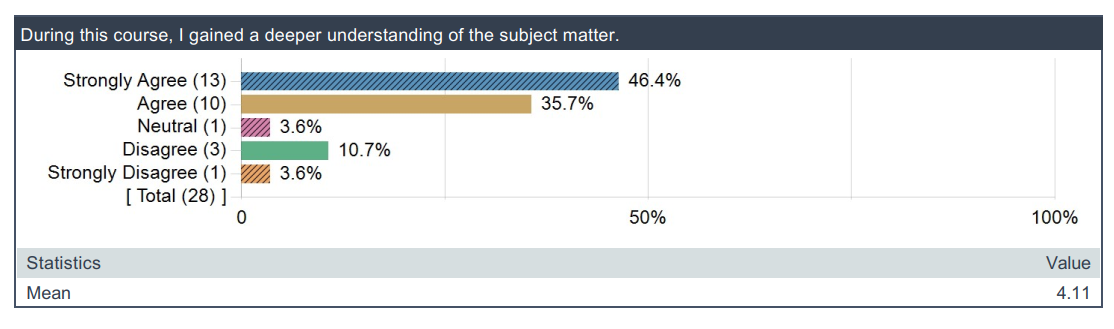 During this course, I gained a deeper understanding of the subject matter.
Strongly Agree (13) 46.4%
Agree (10) 35.7%
Neutral (1) 3.6%
Disagree (3) 10.7%
Strongly Disagree (1) 3.6%
[ Total (28) ]
0 50% 100%
Statistics Value
Mean 4.11